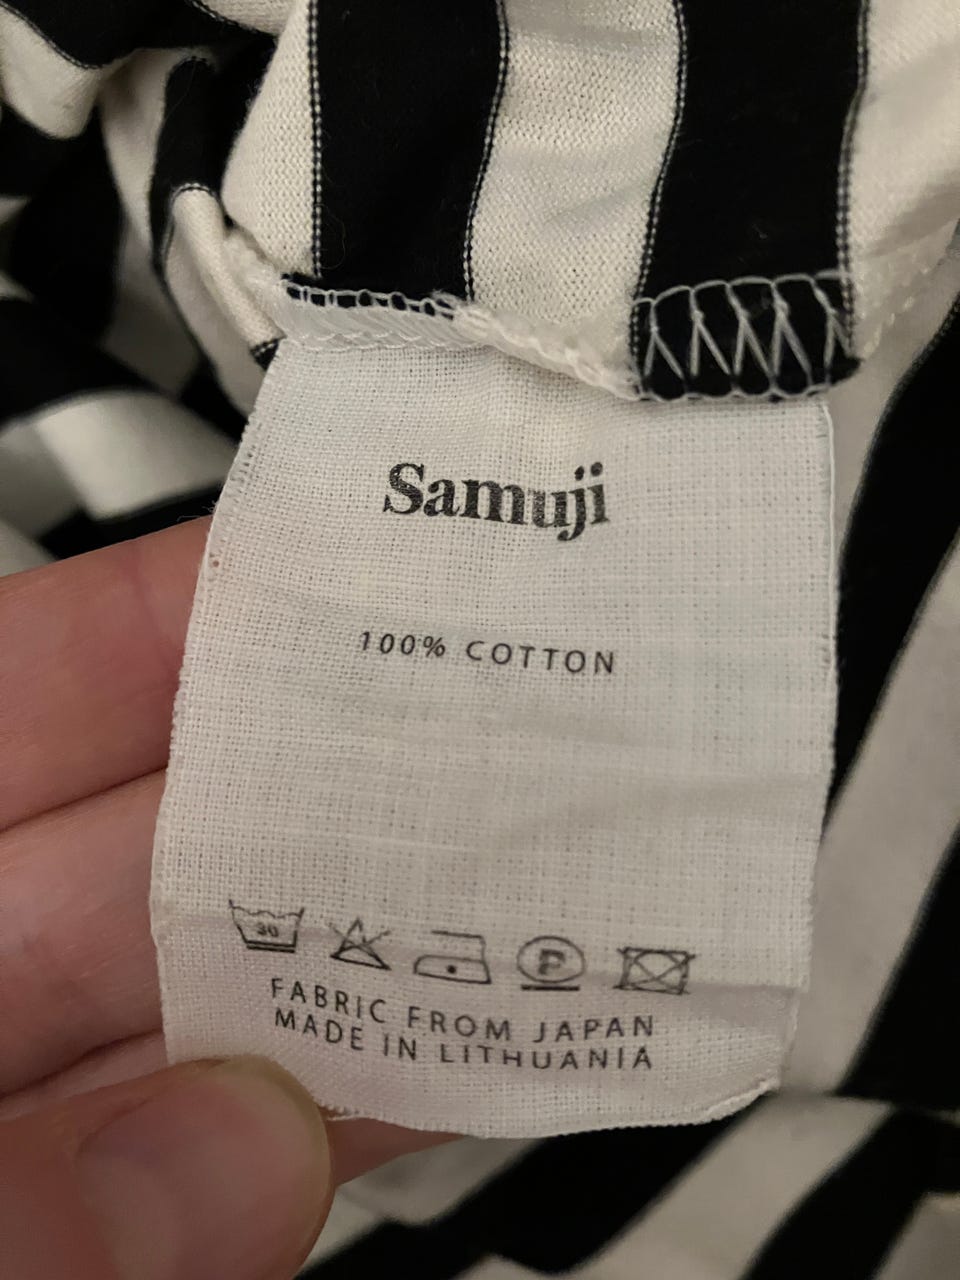 Samuji
100% COTTON
30
P
FABRIC FROM JAPAN
MADE IN LITHUANIA